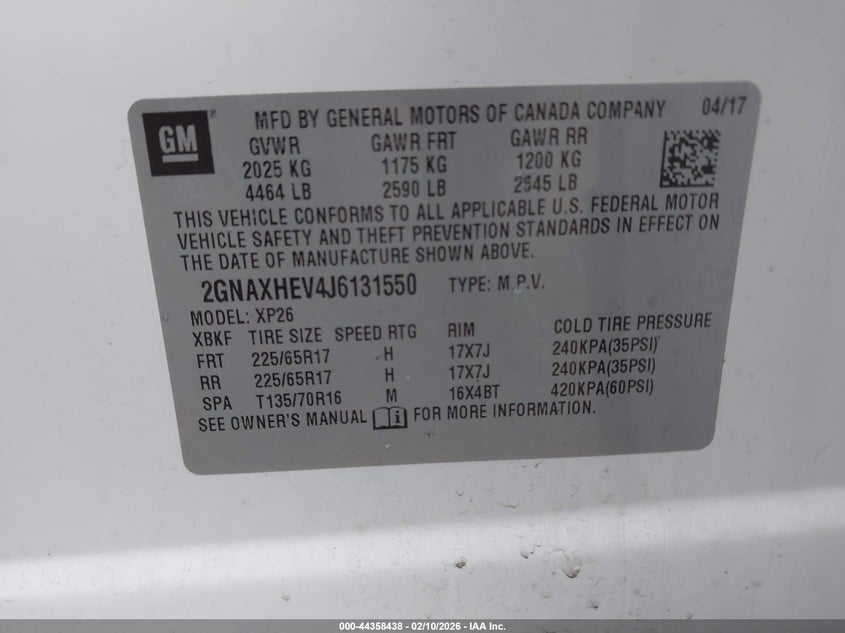 GM
MFD BY GENERAL MOTORS OF CANADA COMPANY 04/17
GVWR GAWR FRT GAWR RR
2025 KG 1175 KG 1200 KG
4464 LB 2590 LB 2645 LB
THIS VEHICLE CONFORMS TO ALL APPLICABLE U.S. FEDERAL MOTOR
VEHICLE SAFETY AND THEFT PREVENTION STANDARDS IN EFFECT ON
THE DATE OF MANUFACTURE SHOWN ABOVE.
2GNAXHEV4J6131550 TYPE: M.P.V.
MODEL: XP26
XBKF TIRE SIZE SPEED RTG RIM COLD TIRE PRESSURE
FRT 225/65R17 H 17X7J 240KPA(35PSI)
RR 225/65R17 H 17X7J 240KPA(35PSI)
SPA T135/70R16 M 16X4BT 420KPA(60PSI)
SEE OWNER'S MANUAL FOR MORE INFORMATION.
000-44358438 - 02/10/2026 - IAA Inc.